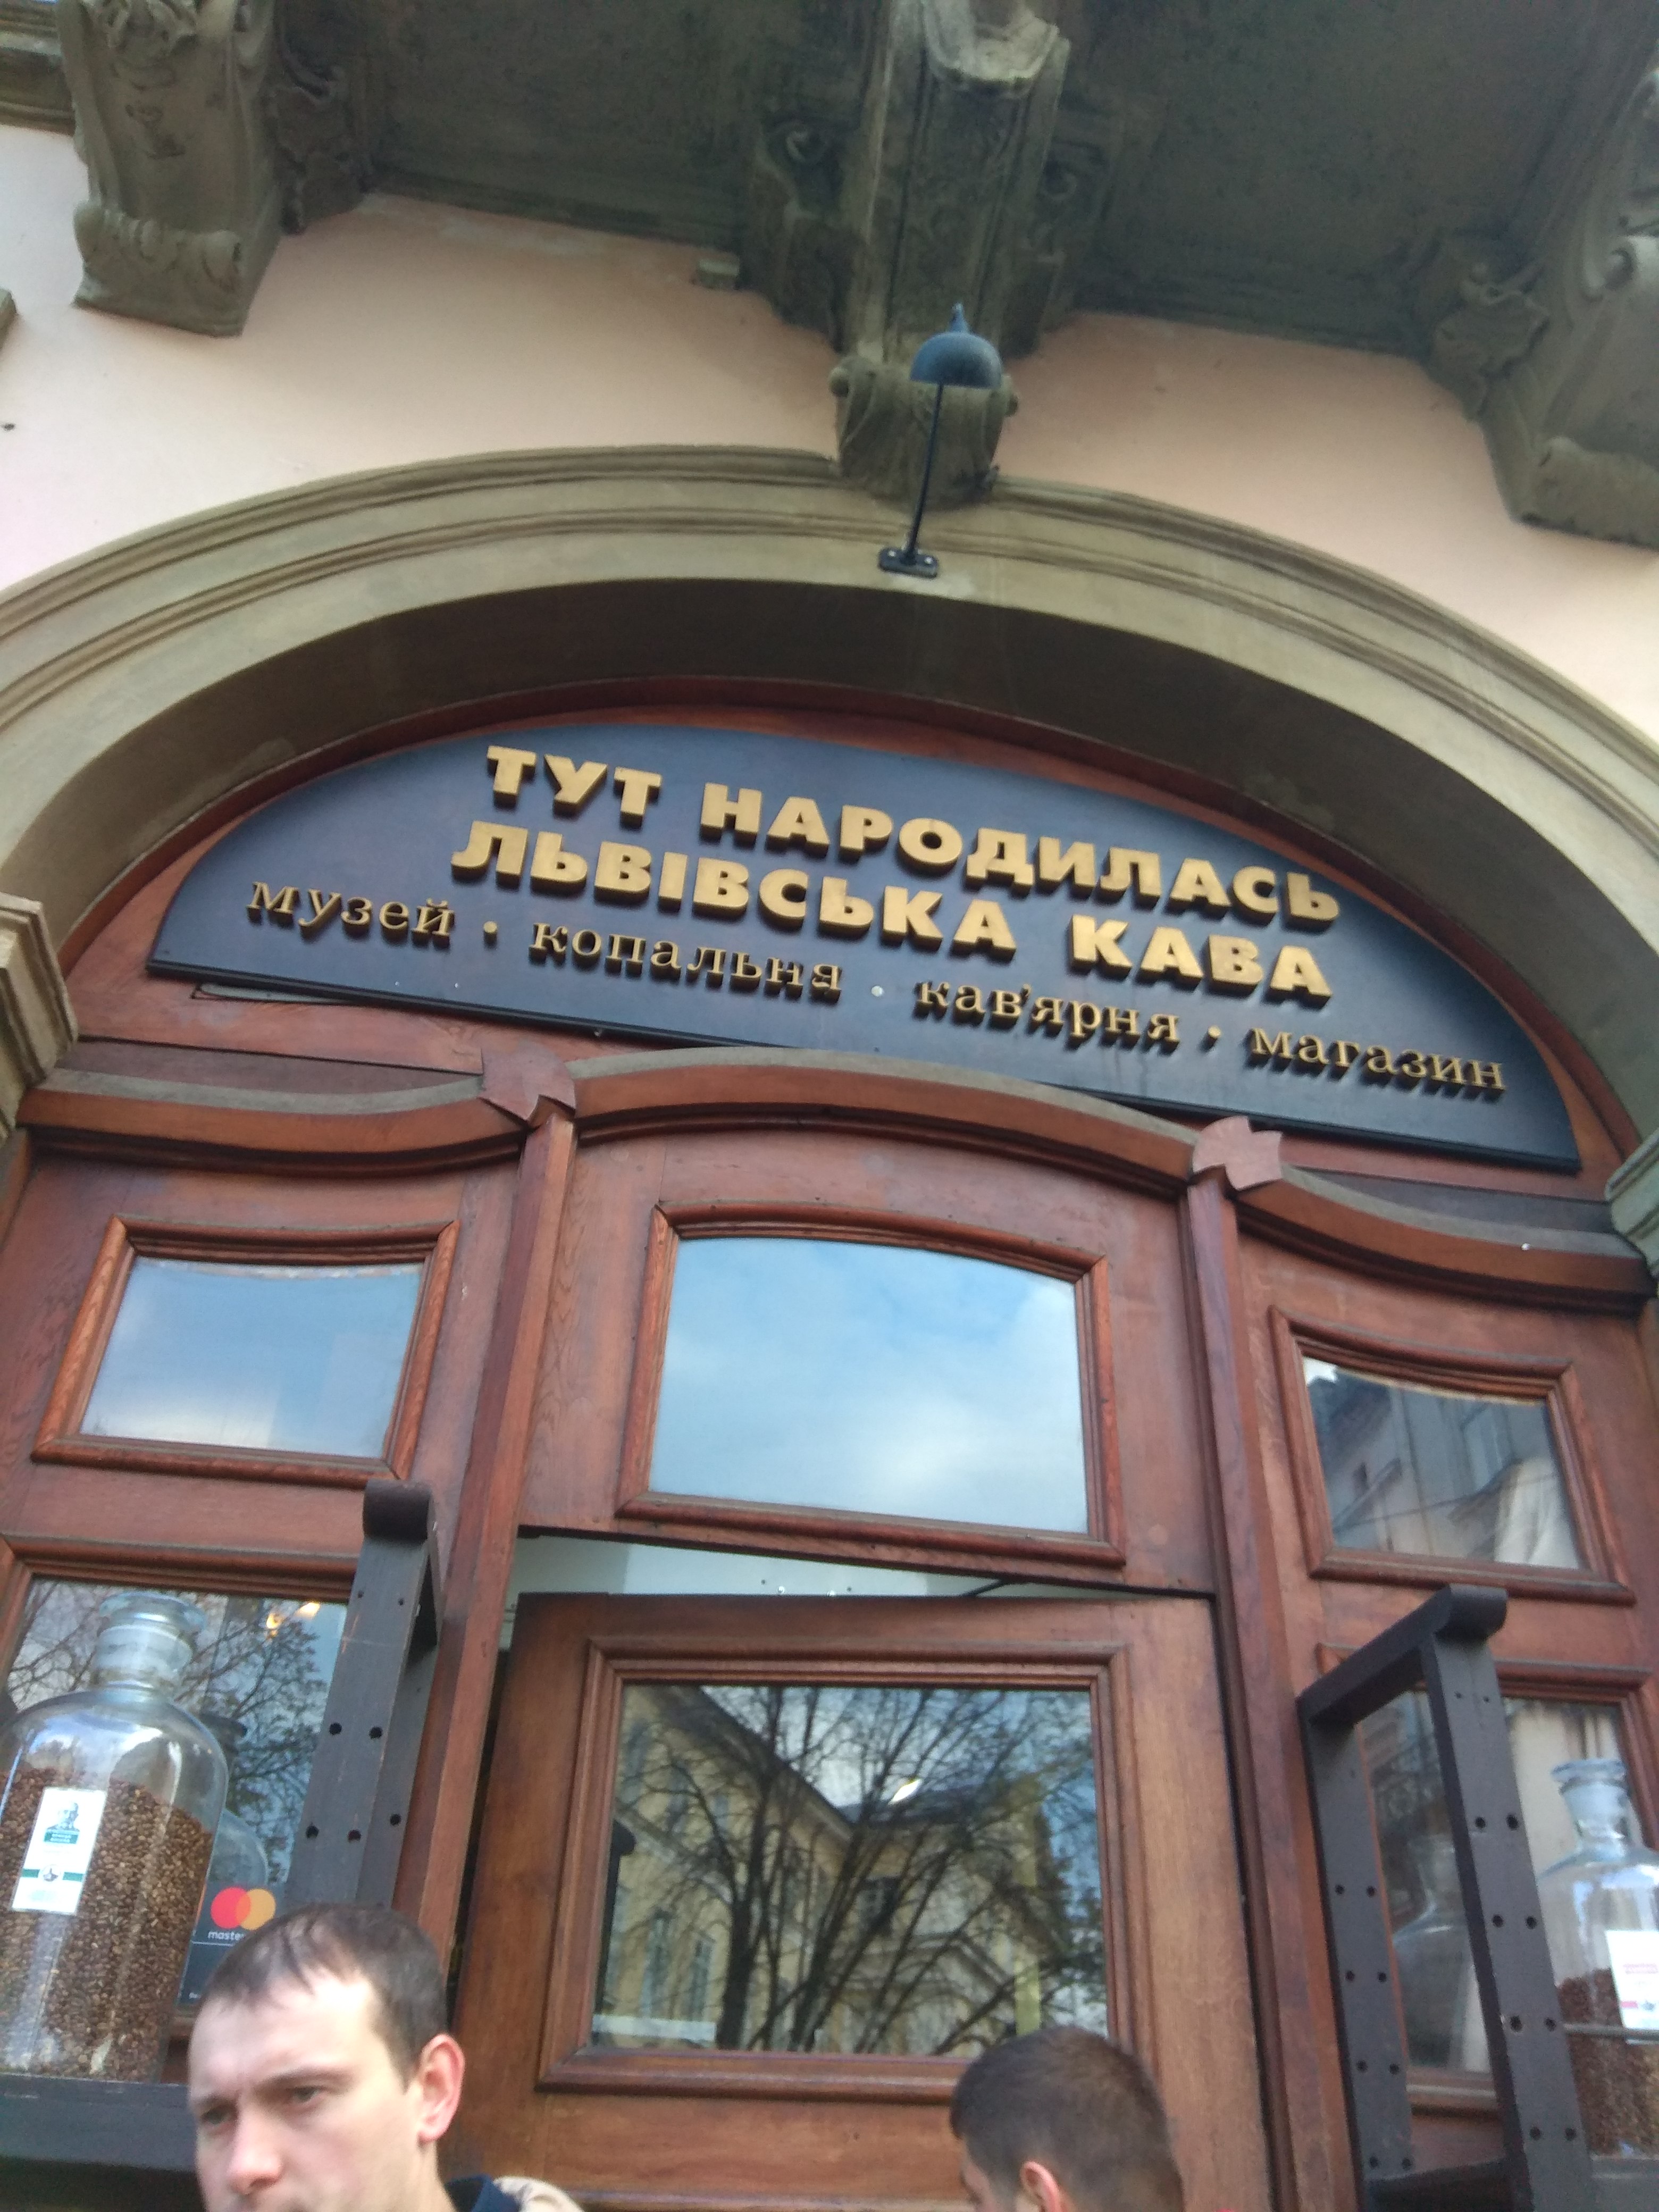 ТУТ НАРОДИЛАСЬ
ЛЬВІВСЬКА КАВА
музей • копальня • кав'ярня • магазин